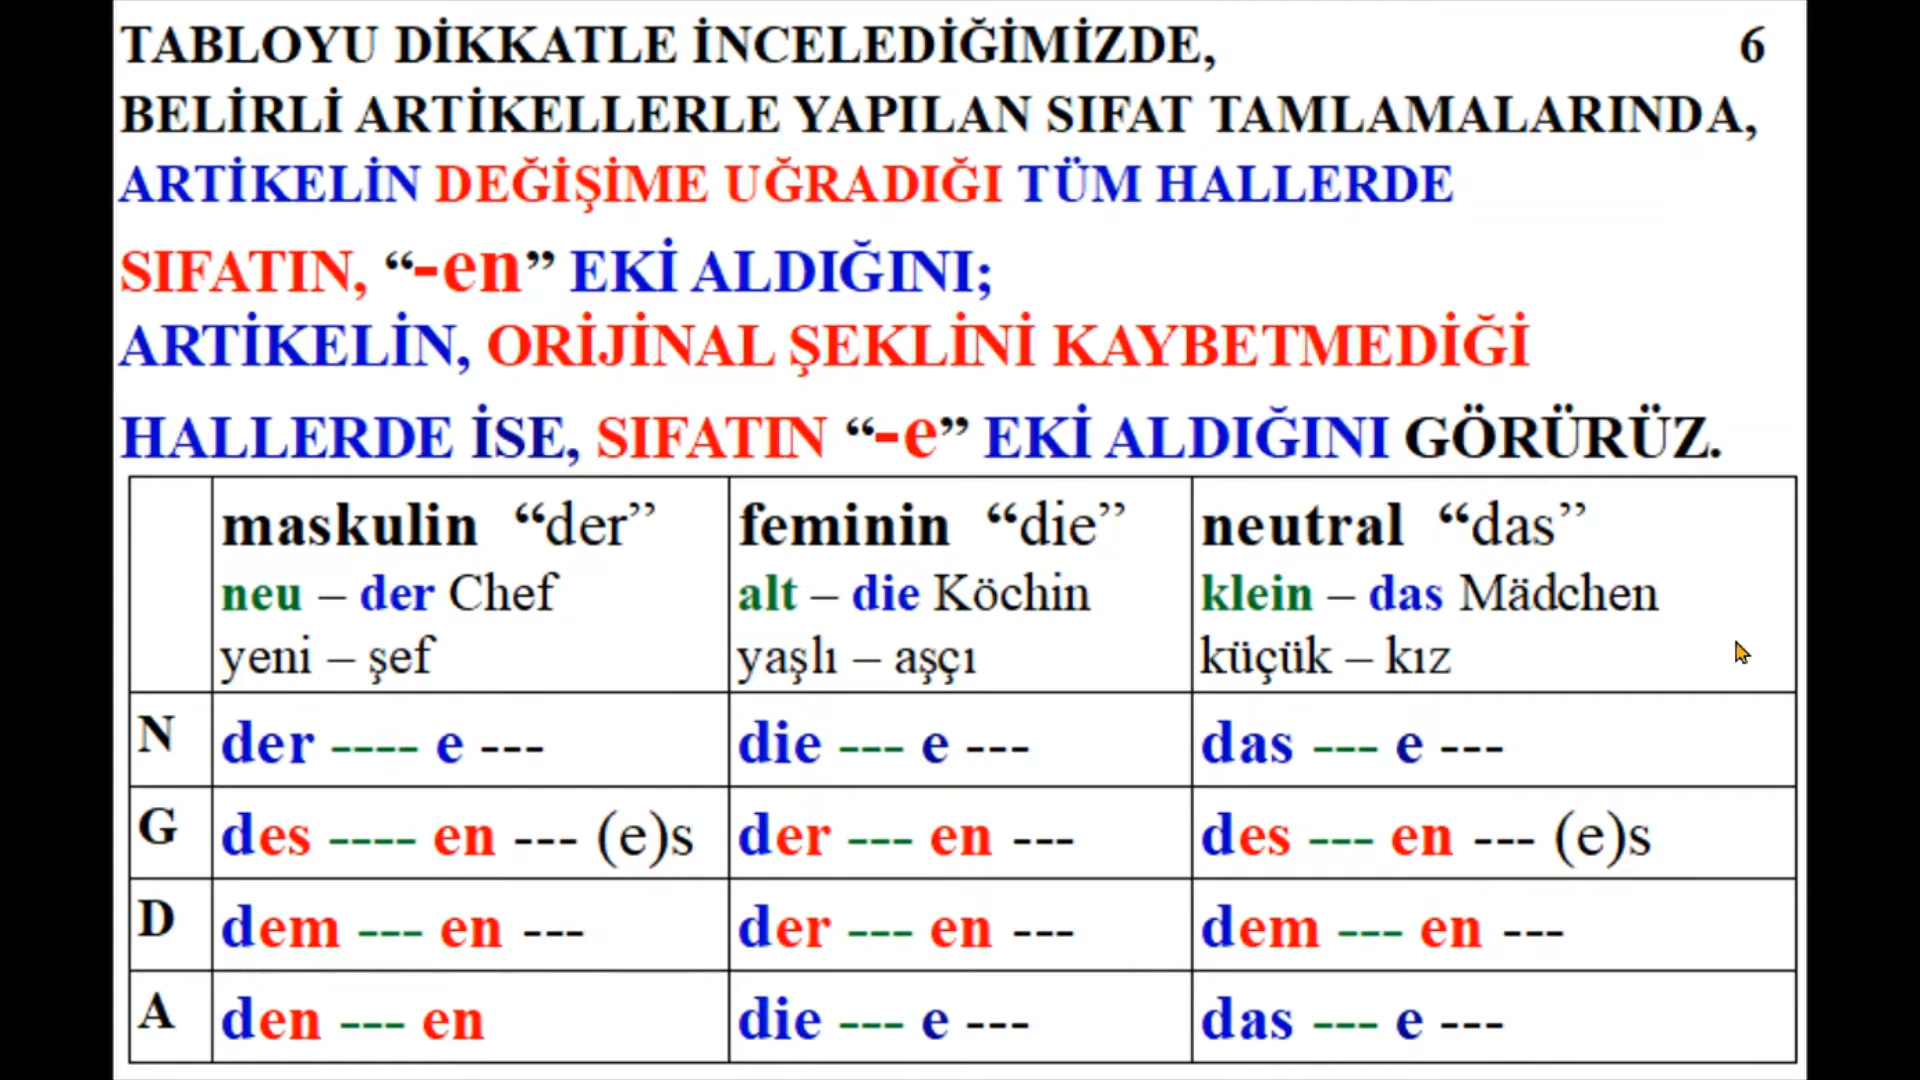 TABLOYU DİKKATLE İNCELEDİĞİMİZDE, 6
BELİRLİ ARTİKELLERLE YAPILAN SIFAT TAMLAMALARINDA,
ARTİKELİN DEĞİŞİME UĞRADIĞI TÜM HALLERDE
SIFATIN, “-en” EKİ ALDIĞINI;
ARTİKELİN, ORİJİNAL ŞEKLİNİ KAYBETMEDİĞİ
HALLERDE İSE, SIFATIN “-e” EKİ ALDIĞINI GÖRÜRÜZ.
maskulin “der” feminin “die” neutral “das”
neu – der Chef alt – die Köchin klein – das Mädchen
yeni – şef yaşlı – aşçı küçük – kız
N der ---- e --- die --- e --- das --- e ---
G des ---- en --- (e)s der --- en --- des --- en --- (e)s
D dem --- en --- der --- en --- dem --- en ---
A den --- en die --- e --- das --- e ---